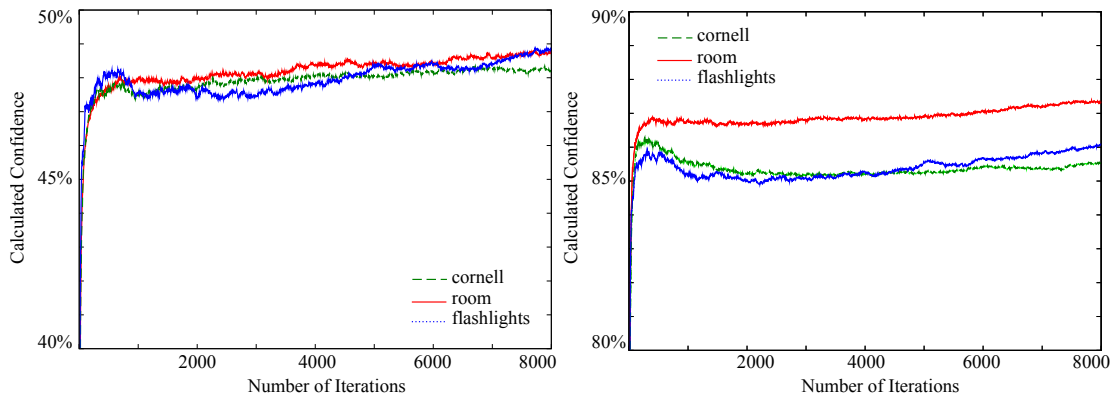 50%
45%
40%
Calculated Confidence
cornell
room
flashlights
2000
4000
6000
8000
Number of Iterations
90%
85%
80%
Calculated Confidence
cornell
room
flashlights
2000
4000
6000
8000
Number of Iterations